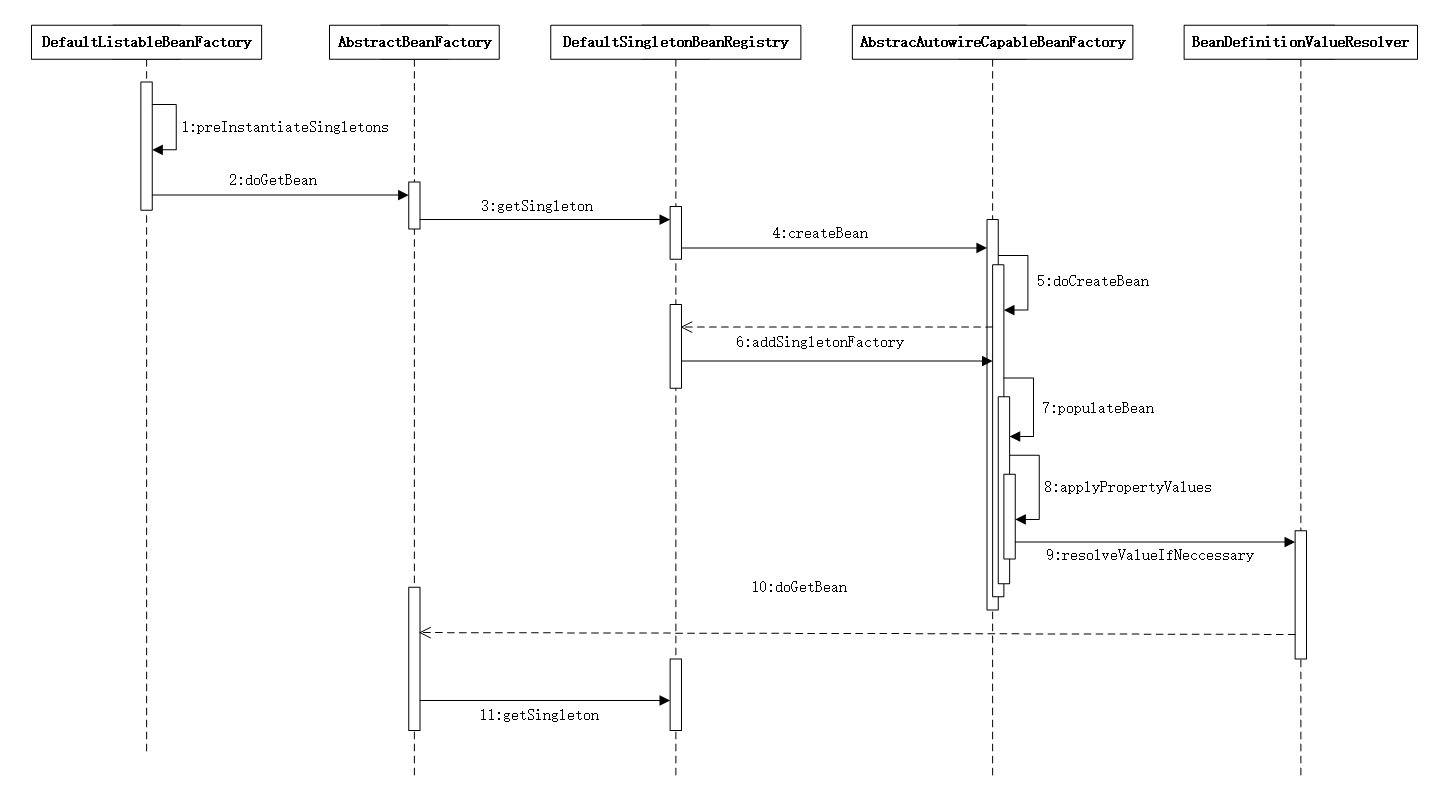 DefaultListableBeanFactory
AbstractBeanFactory
DefaultSingletonBeanRegistry
AbstracAutowireCapableBeanFactory
BeanDefinitionValueResolver
1:preInstantiateSingletons
2:doGetBean
3:getSingleton
4:createBean
5:doCreateBean
6:addSingletonFactory
7:populateBean
8:applyPropertyValues
9:resolveValueIfNeccessary
10:doGetBean
11:getSingleton